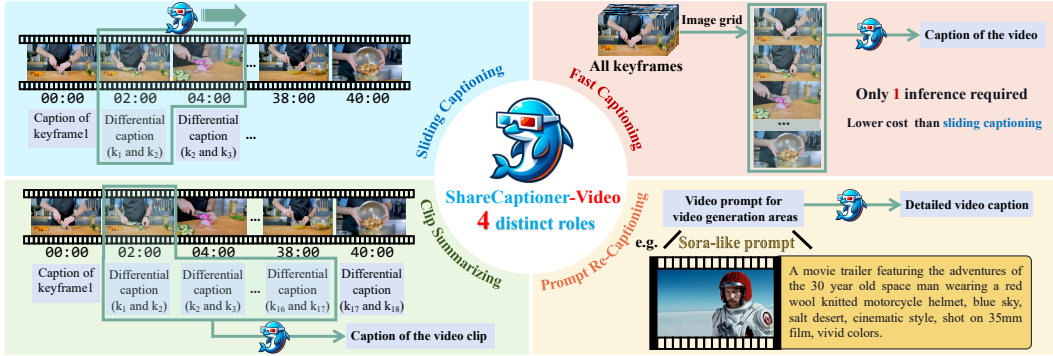 00:00
02:00
04:00
...
38:00
40:00
Caption of
keyframe1
Differential
caption
(k₁ and k₂)
Differential
caption
(k₂ and k₃)
...
Sliding Captioning
All keyframes
Image grid
...
Caption of the video
Only 1 inference required
Lower cost than sliding captioning
Fast Captioning
ShareCaptioner-Video
4 distinct roles
00:00
02:00
04:00
...
38:00
40:00
Caption of
keyframe1
Differential
caption
(k₁ and k₂)
Differential
caption
(k₂ and k₃)
...
Differential
caption
(k₁₆ and k₁₇)
Differential
caption
(k₁₇ and k₁₈)
Caption of the video clip
Clip Summarizing
Prompt Re-Captioning
Video prompt for
video generation areas
Detailed video caption
e.g.
Sora-like prompt
A movie trailer featuring the adventures of
the 30 year old space man wearing a red
wool knitted motorcycle helmet, blue sky,
salt desert, cinematic style, shot on 35mm
film, vivid colors.